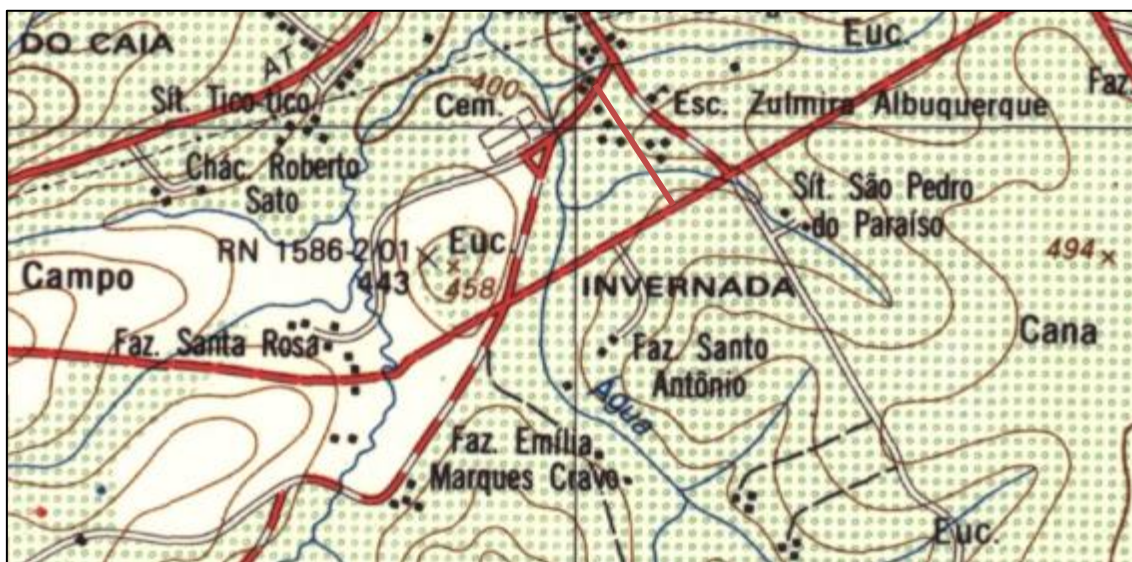 DO CAIA
AT
Euc.
Sít. Tico-tico
400
Cem.
Esc. Zulmira Albuquerque
Faz.
Chác. Roberto
Sato
Sít. São Pedro
do Paraíso
RN 1586-2/01
443
Euc.
458
494
Campo
INVERNADA
Cana
Faz. Santa Rosa
Faz. Santo
Antônio
Água
Faz. Emília
Marques Cravo
Euc.